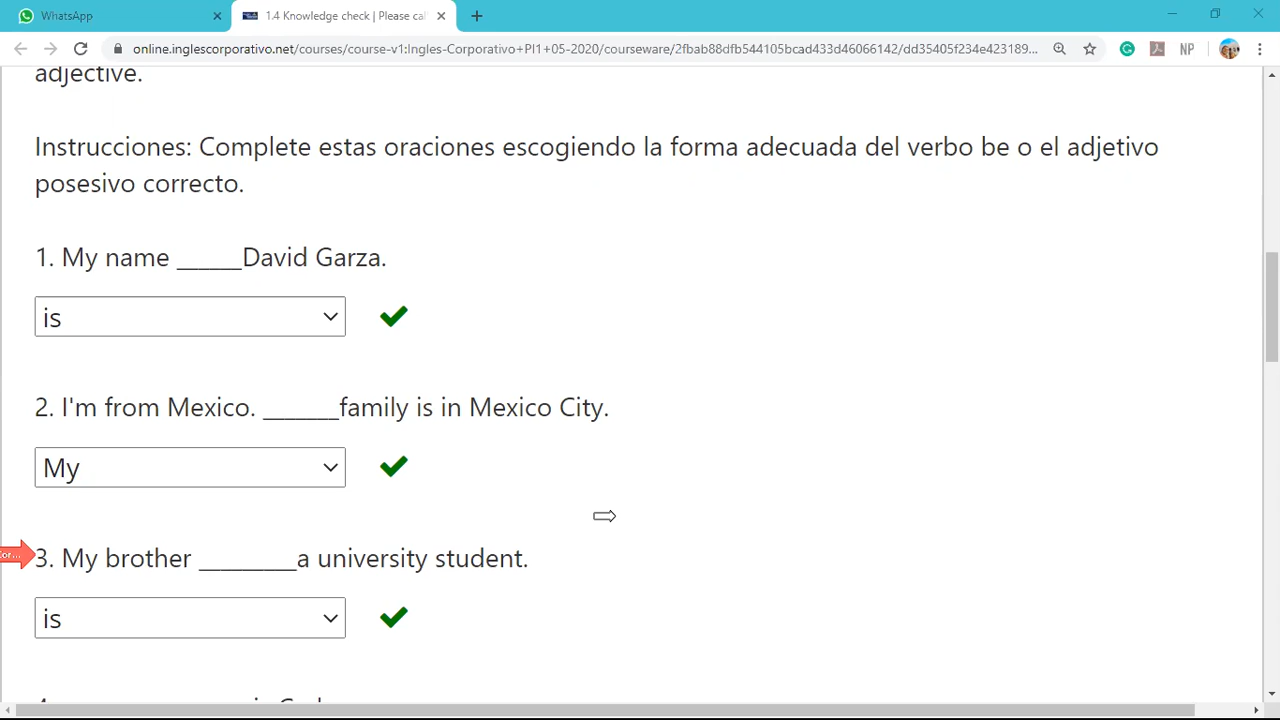 WhatsApp
1.4 Knowledge check | Please cal
online.inglescorporativo.net/courses/course-v1:Ingles-Corporativo+PI1+05-2020/courseware/2fbab88dfb544105bcad433d46066142/dd35405f234e423189...
NP
adjective.
Instrucciones: Complete estas oraciones escogiendo la forma adecuada del verbo be o el adjetivo
posesivo correcto.
1. My name ______David Garza.
is
2. I'm from Mexico. _______family is in Mexico City.
My
Cor...
3. My brother _________a university student.
is